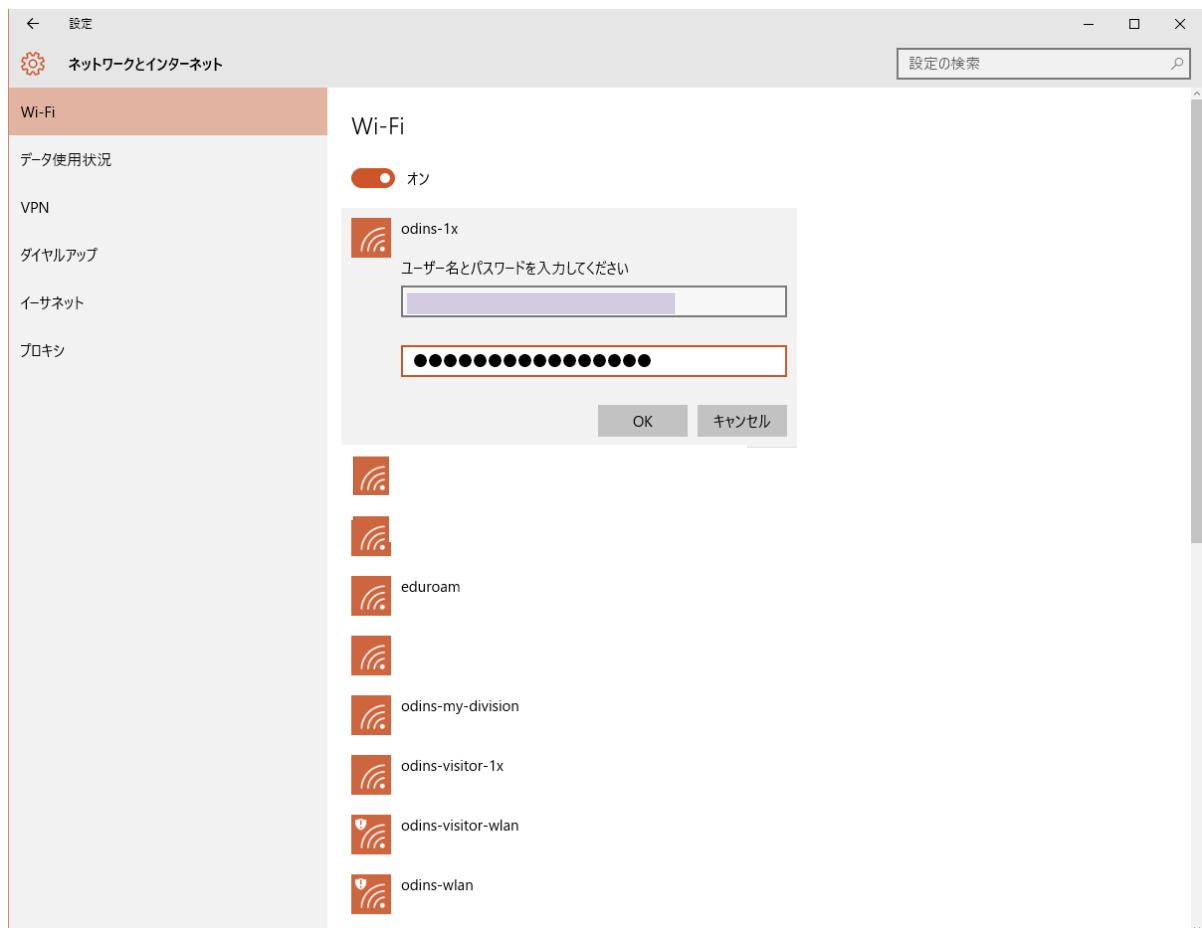 設定
ネットワークとインターネット
設定の検索
Wi-Fi
データ使用状況
VPN
ダイヤルアップ
イーサネット
プロキシ
Wi-Fi
オン
odins-1x
ユーザー名とパスワードを入力してください
OK
キャンセル
eduroam
odins-my-division
odins-visitor-1x
odins-visitor-wlan
odins-wlan